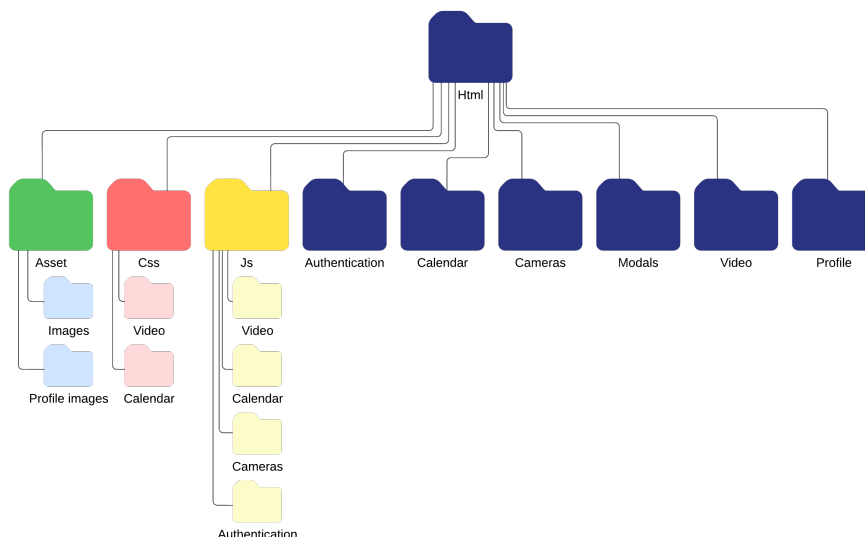 Html
Asset
Css
Js
Authentication
Calendar
Cameras
Modals
Video
Profile
Images
Video
Video
Profile images
Calendar
Calendar
Cameras
Authentication